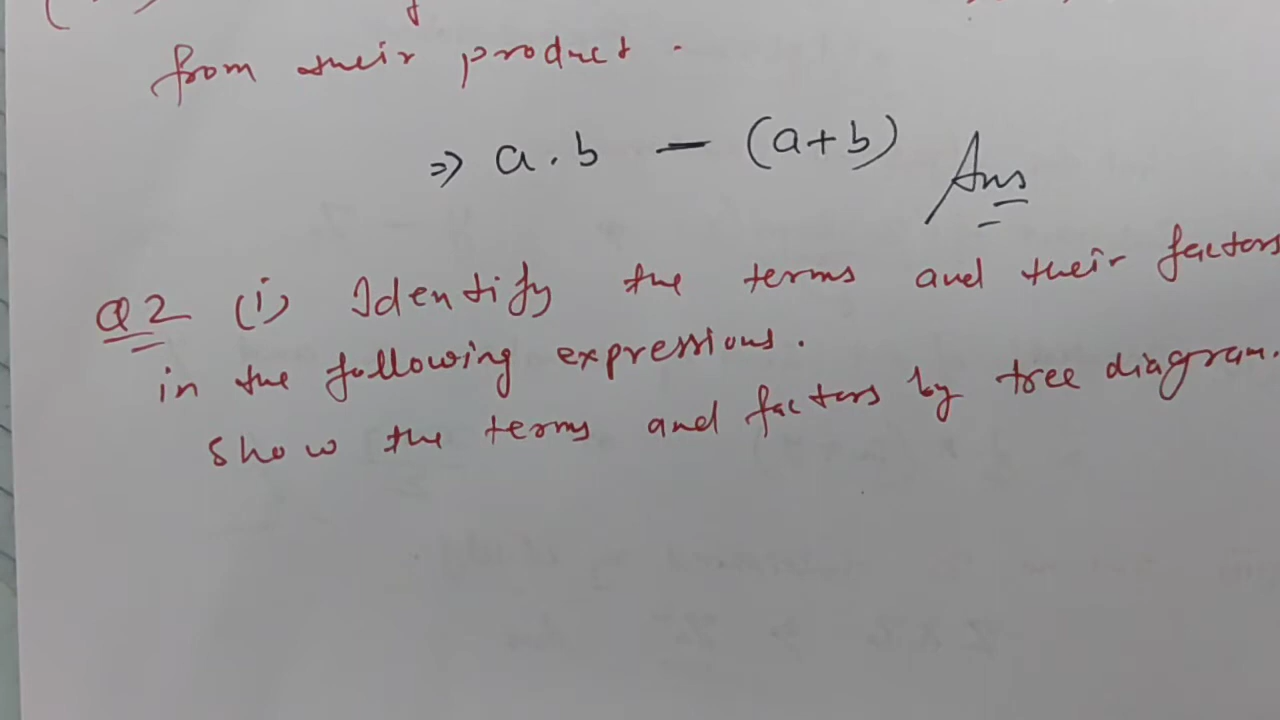 from their product.
⇒ a.b - (a+b) Ans
Q2 (i) Identify the terms and their factors
in the following expressions.
Show the terms and factors by tree diagram.